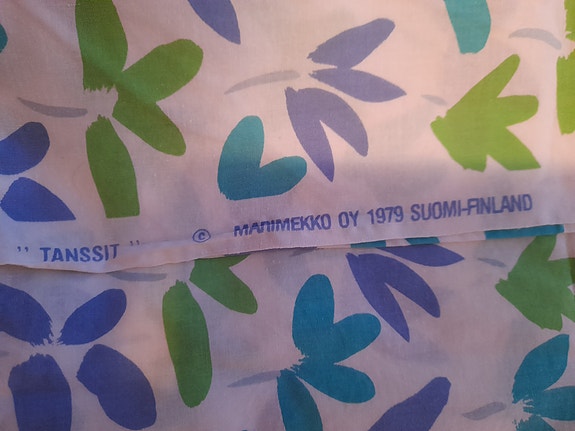 " TANSSIT " © MARIMEKKO OY 1979 SUOMI-FINLAND